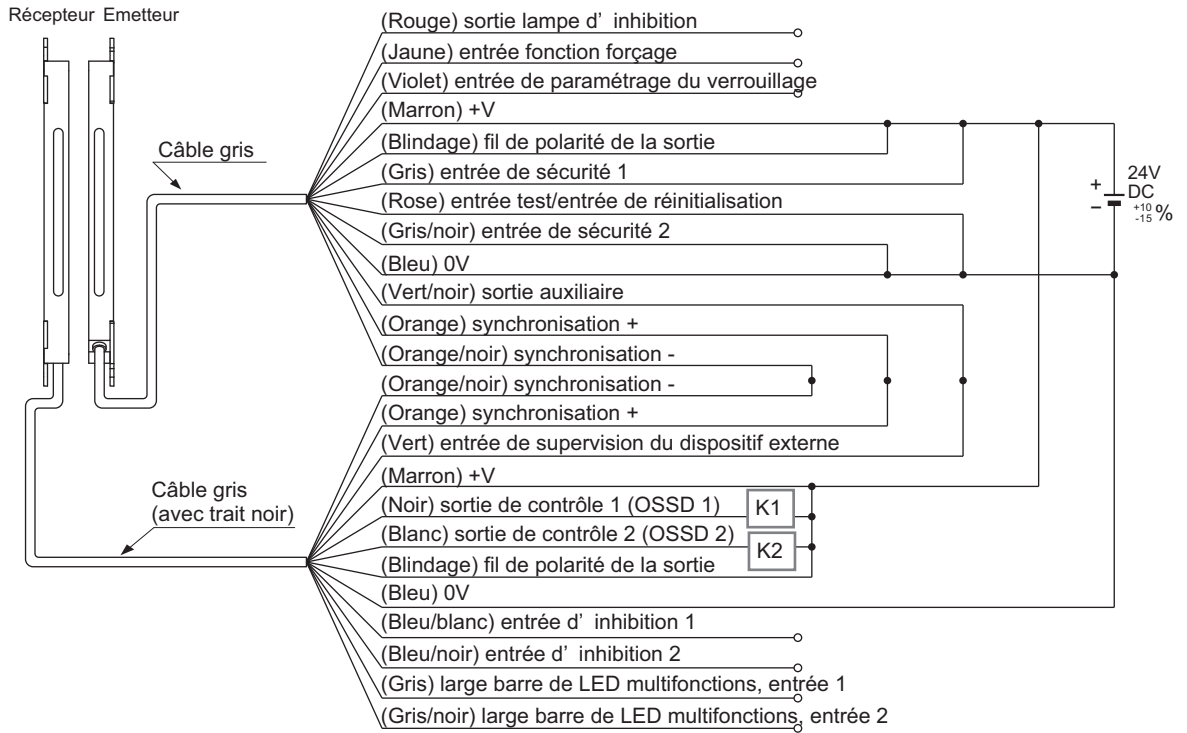 Récepteur Emetteur
(Rouge) sortie lampe d' inhibition
(Jaune) entrée fonction forçage
(Violet) entrée de paramétrage du verrouillage
(Marron) +V
(Blindage) fil de polarité de la sortie
Câble gris
(Gris) entrée de sécurité 1
(Rose) entrée test/entrée de réinitialisation
(Gris/noir) entrée de sécurité 2
(Bleu) 0V
+
−
24V
DC
+10
-15 %
(Vert/noir) sortie auxiliaire
(Orange) synchronisation +
(Orange/noir) synchronisation -
(Orange/noir) synchronisation -
(Orange) synchronisation +
(Vert) entrée de supervision du dispositif externe
(Marron) +V
Câble gris
(avec trait noir)
(Noir) sortie de contrôle 1 (OSSD 1)
K1
(Blanc) sortie de contrôle 2 (OSSD 2)
K2
(Blindage) fil de polarité de la sortie
(Bleu) 0V
(Bleu/blanc) entrée d' inhibition 1
(Bleu/noir) entrée d' inhibition 2
(Gris) large barre de LED multifonctions, entrée 1
(Gris/noir) large barre de LED multifonctions, entrée 2